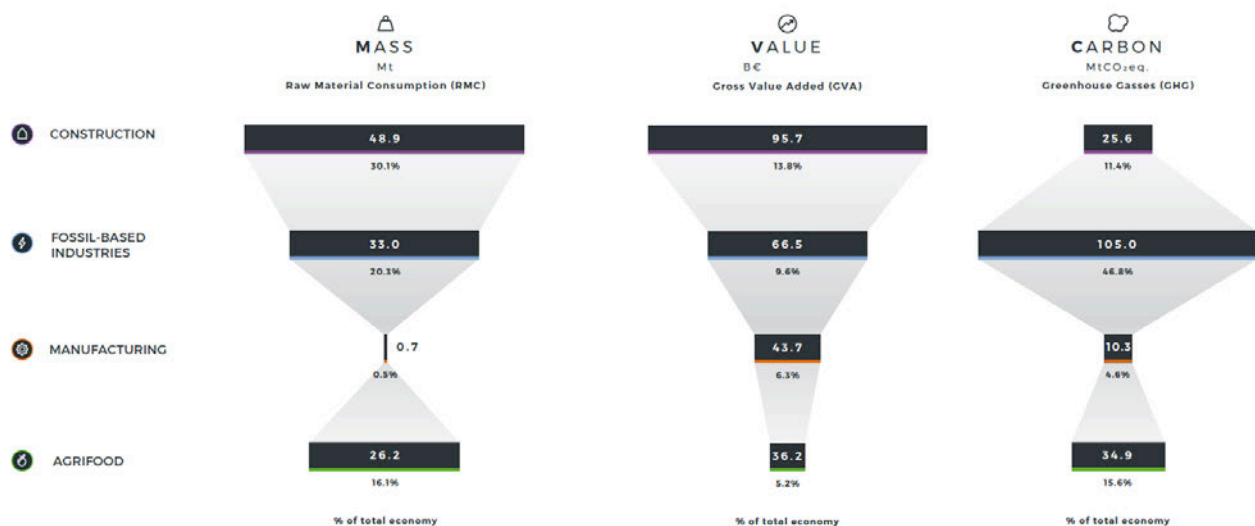 MASS
Mt
Raw Material Consumption (RMC)
VALUE
B€
Gross Value Added (GVA)
CARBON
MtCO₂eq.
Greenhouse Gasses (GHG)
CONSTRUCTION
48.9
30.1%
95.7
13.8%
25.6
11.4%
FOSSIL-BASED
INDUSTRIES
33.0
20.3%
66.5
9.6%
105.0
46.8%
MANUFACTURING
0.7
0.5%
43.7
6.3%
10.3
4.6%
AGRIFOOD
26.2
16.1%
36.2
5.2%
34.9
15.6%
% of total economy
% of total economy
% of total economy